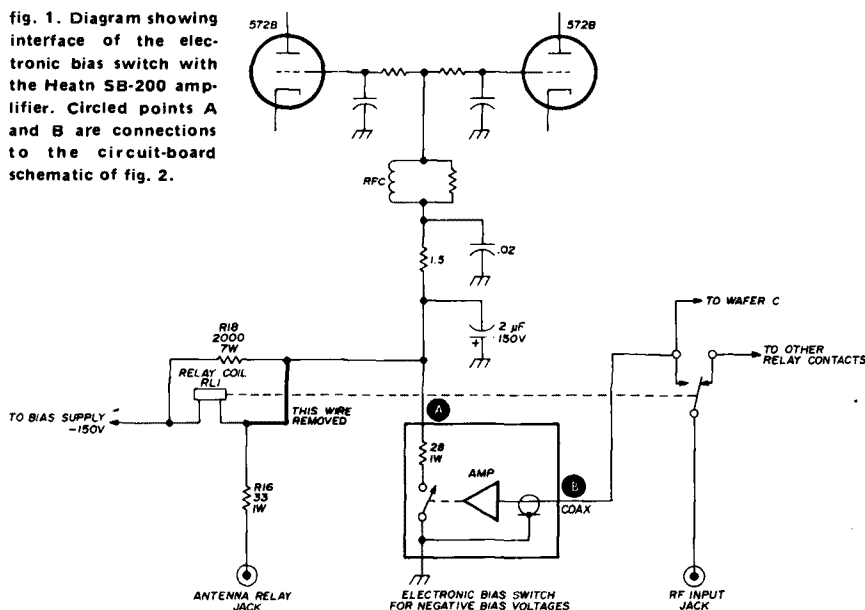 fig. 1. Diagram showing
interface of the elec-
tronic bias switch with
the Heatn SB-200 amp-
lifier. Circled points A
and B are connections
to the circuit-board
schematic of fig. 2.
572B
572B
RFC
.02
1.5
2 µF
150V
+
R18
2000
7W
RELAY COIL
RL1
TO BIAS SUPPLY
-150V
THIS WIRE
REMOVED
R16
33
1W
ANTENNA RELAY
JACK
A
28
1W
AMP
B
COAX
ELECTRONIC BIAS SWITCH
FOR NEGATIVE BIAS VOLTAGES
TO WAFER C
TO OTHER
RELAY CONTACTS
RF INPUT
JACK